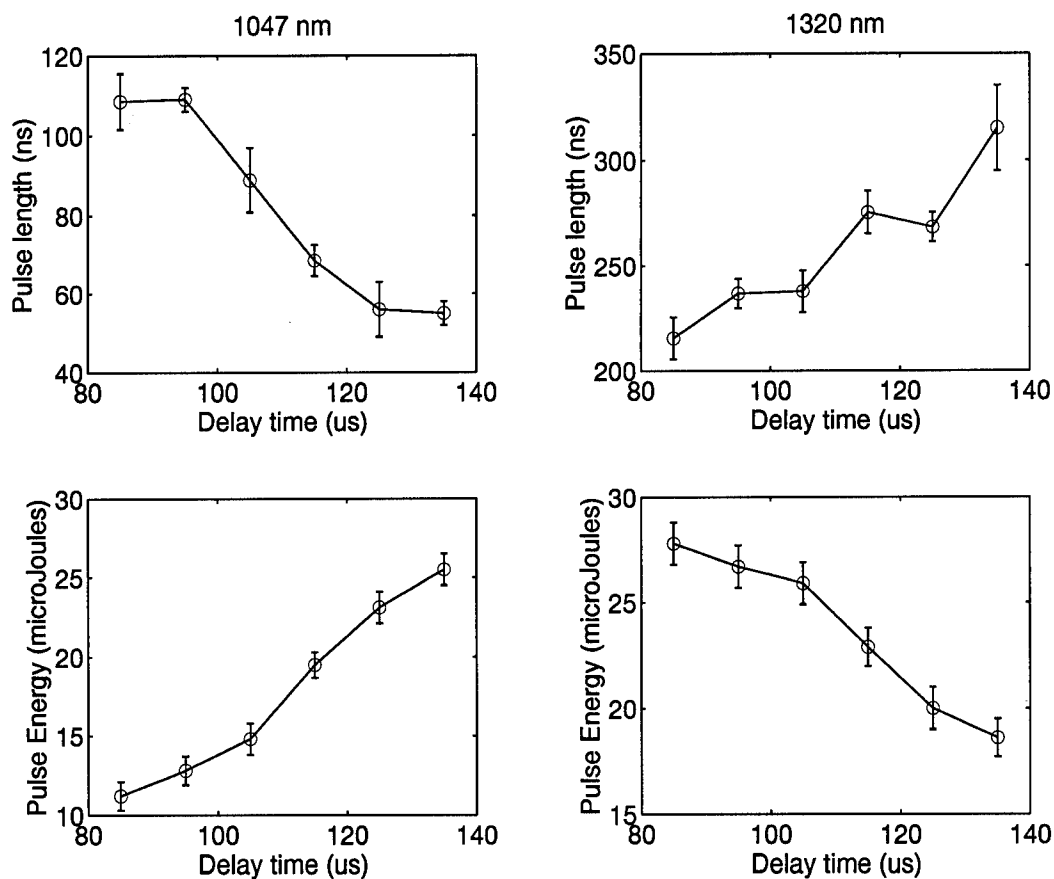 1047 nm
120
100
80
60
40
Pulse length (ns)
80 100 120 140
Delay time (us)
1320 nm
350
300
250
200
Pulse length (ns)
80 100 120 140
Delay time (us)
30
25
20
15
10
Pulse Energy (microJoules)
80 100 120 140
Delay time (us)
30
25
20
15
Pulse Energy (microJoules)
80 100 120 140
Delay time (us)